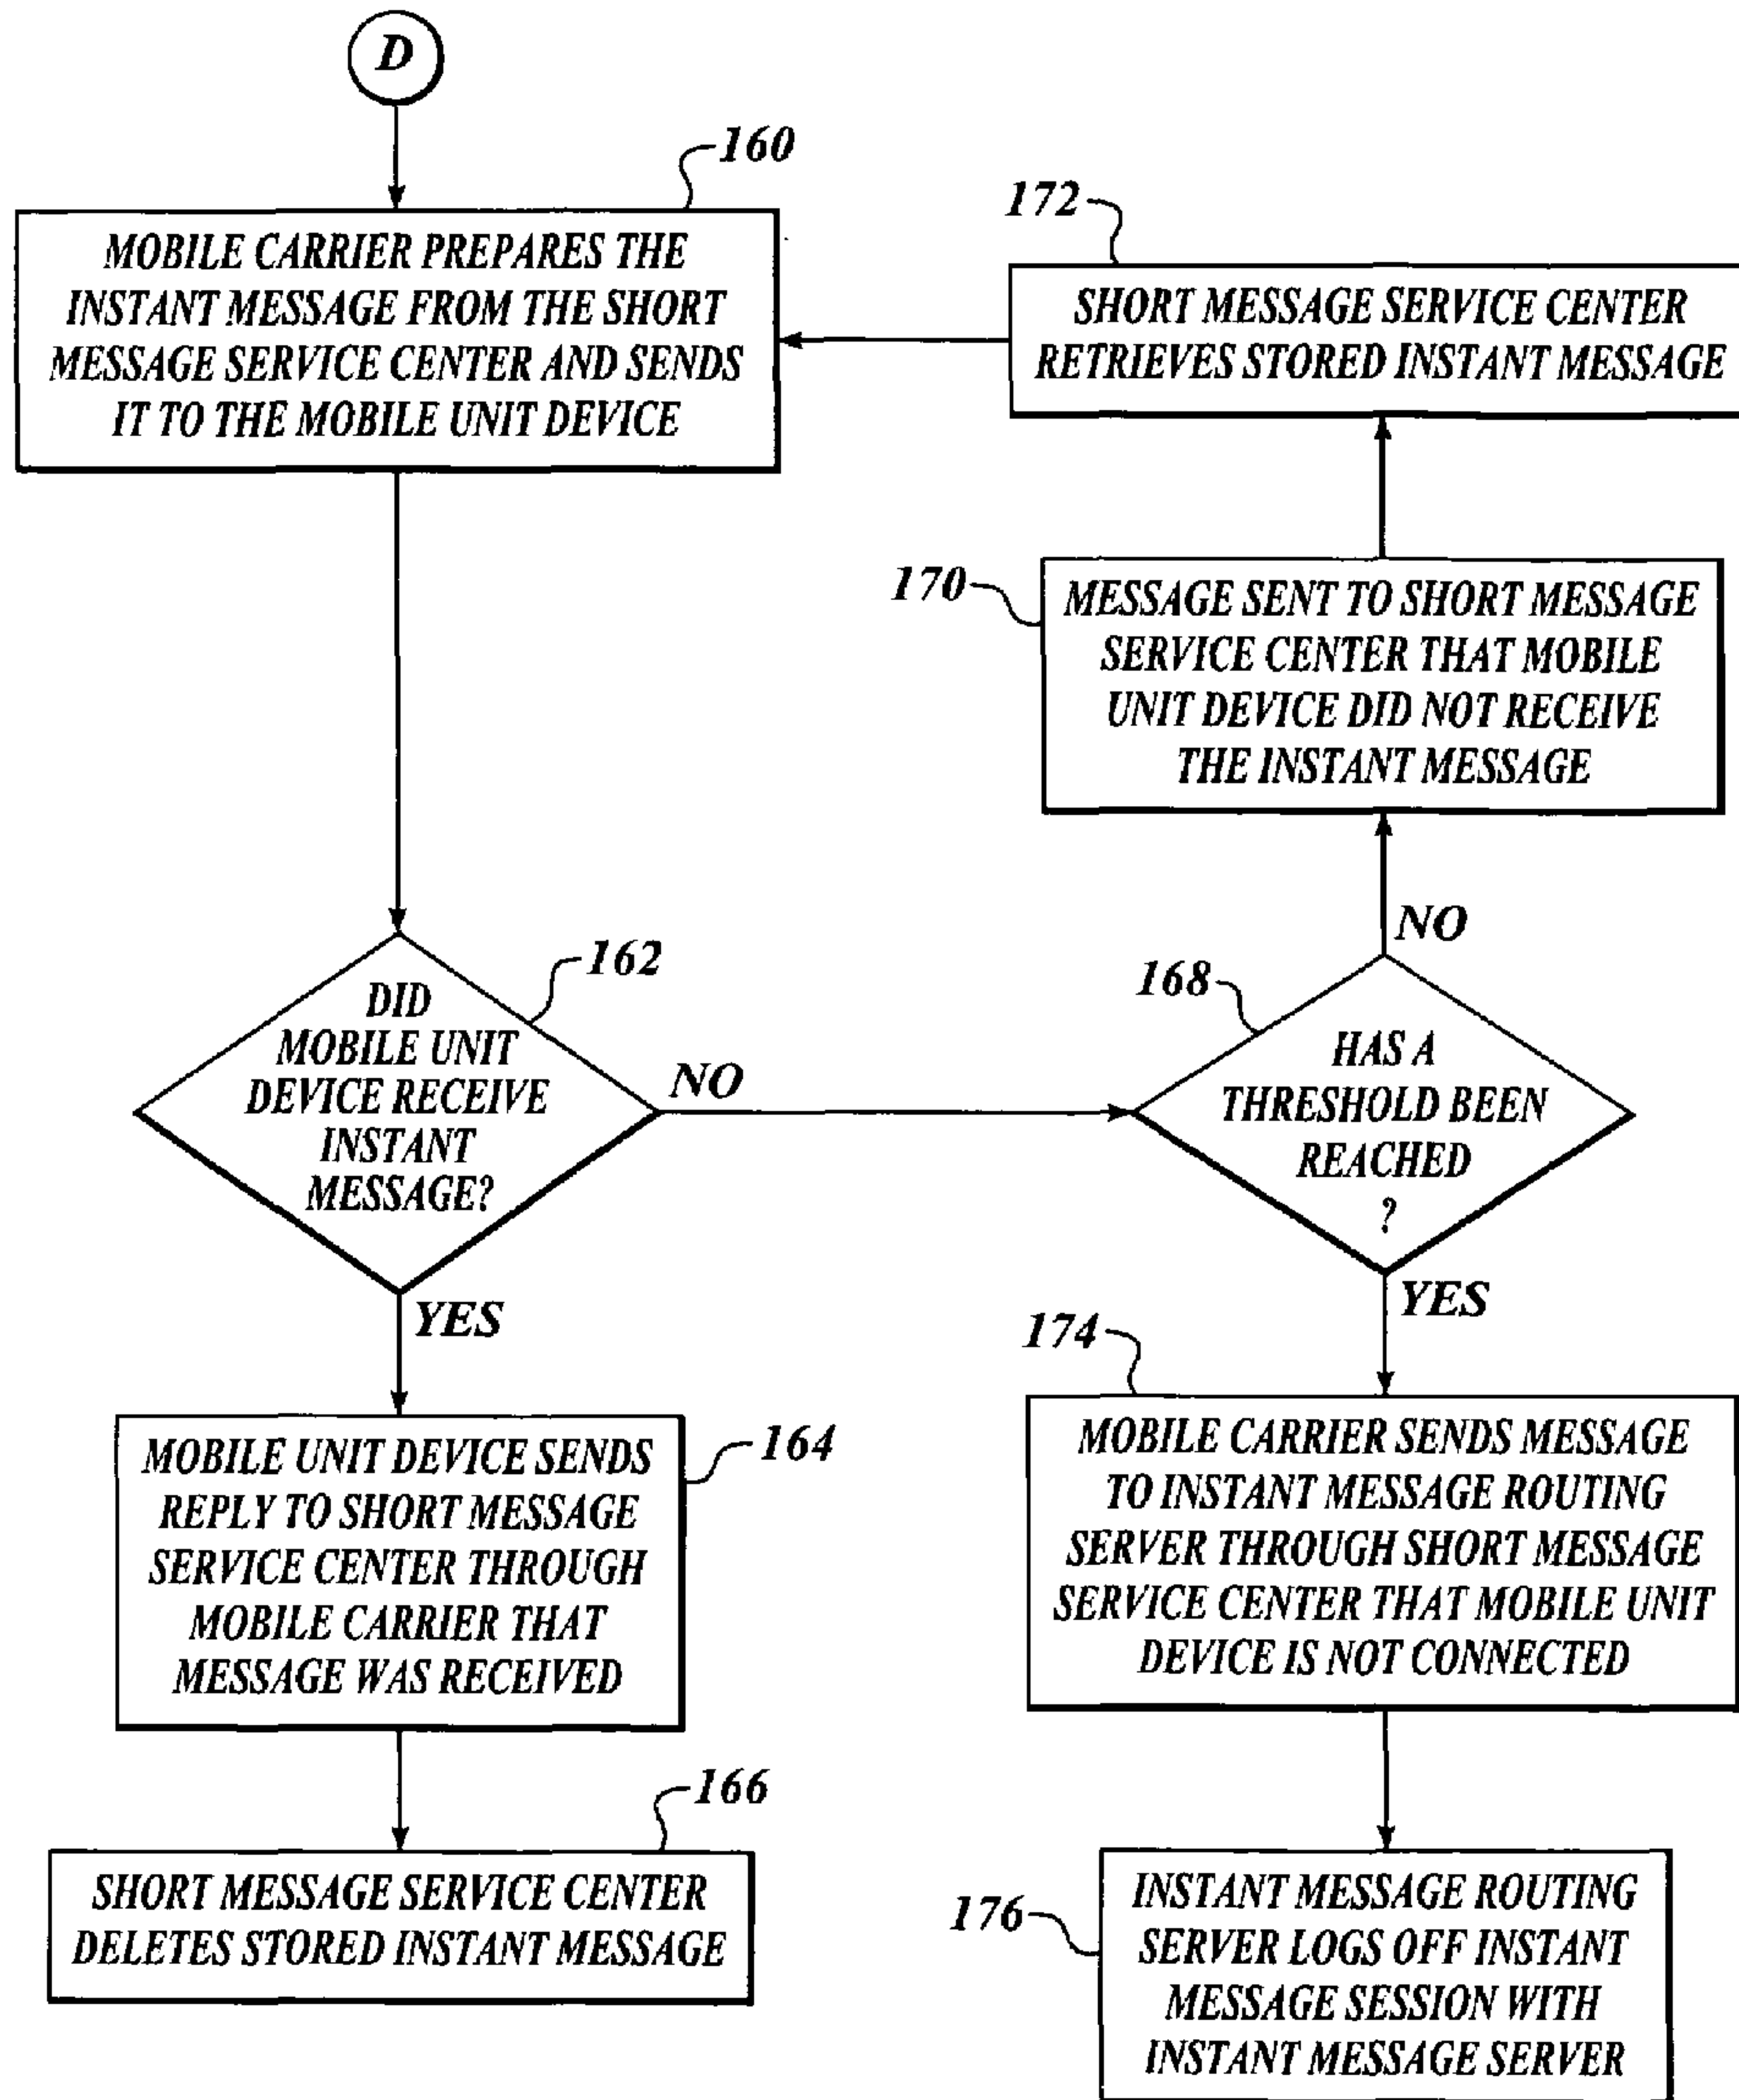 D
160
MOBILE CARRIER PREPARES THE
INSTANT MESSAGE FROM THE SHORT
MESSAGE SERVICE CENTER AND SENDS
IT TO THE MOBILE UNIT DEVICE
172
SHORT MESSAGE SERVICE CENTER
RETRIEVES STORED INSTANT MESSAGE
170
MESSAGE SENT TO SHORT MESSAGE
SERVICE CENTER THAT MOBILE
UNIT DEVICE DID NOT RECEIVE
THE INSTANT MESSAGE
NO
162
DID
MOBILE UNIT
DEVICE RECEIVE
INSTANT
MESSAGE?
NO
168
HAS A
THRESHOLD BEEN
REACHED
?
YES
YES
164
MOBILE UNIT DEVICE SENDS
REPLY TO SHORT MESSAGE
SERVICE CENTER THROUGH
MOBILE CARRIER THAT
MESSAGE WAS RECEIVED
174
MOBILE CARRIER SENDS MESSAGE
TO INSTANT MESSAGE ROUTING
SERVER THROUGH SHORT MESSAGE
SERVICE CENTER THAT MOBILE UNIT
DEVICE IS NOT CONNECTED
166
SHORT MESSAGE SERVICE CENTER
DELETES STORED INSTANT MESSAGE
176
INSTANT MESSAGE ROUTING
SERVER LOGS OFF INSTANT
MESSAGE SESSION WITH
INSTANT MESSAGE SERVER